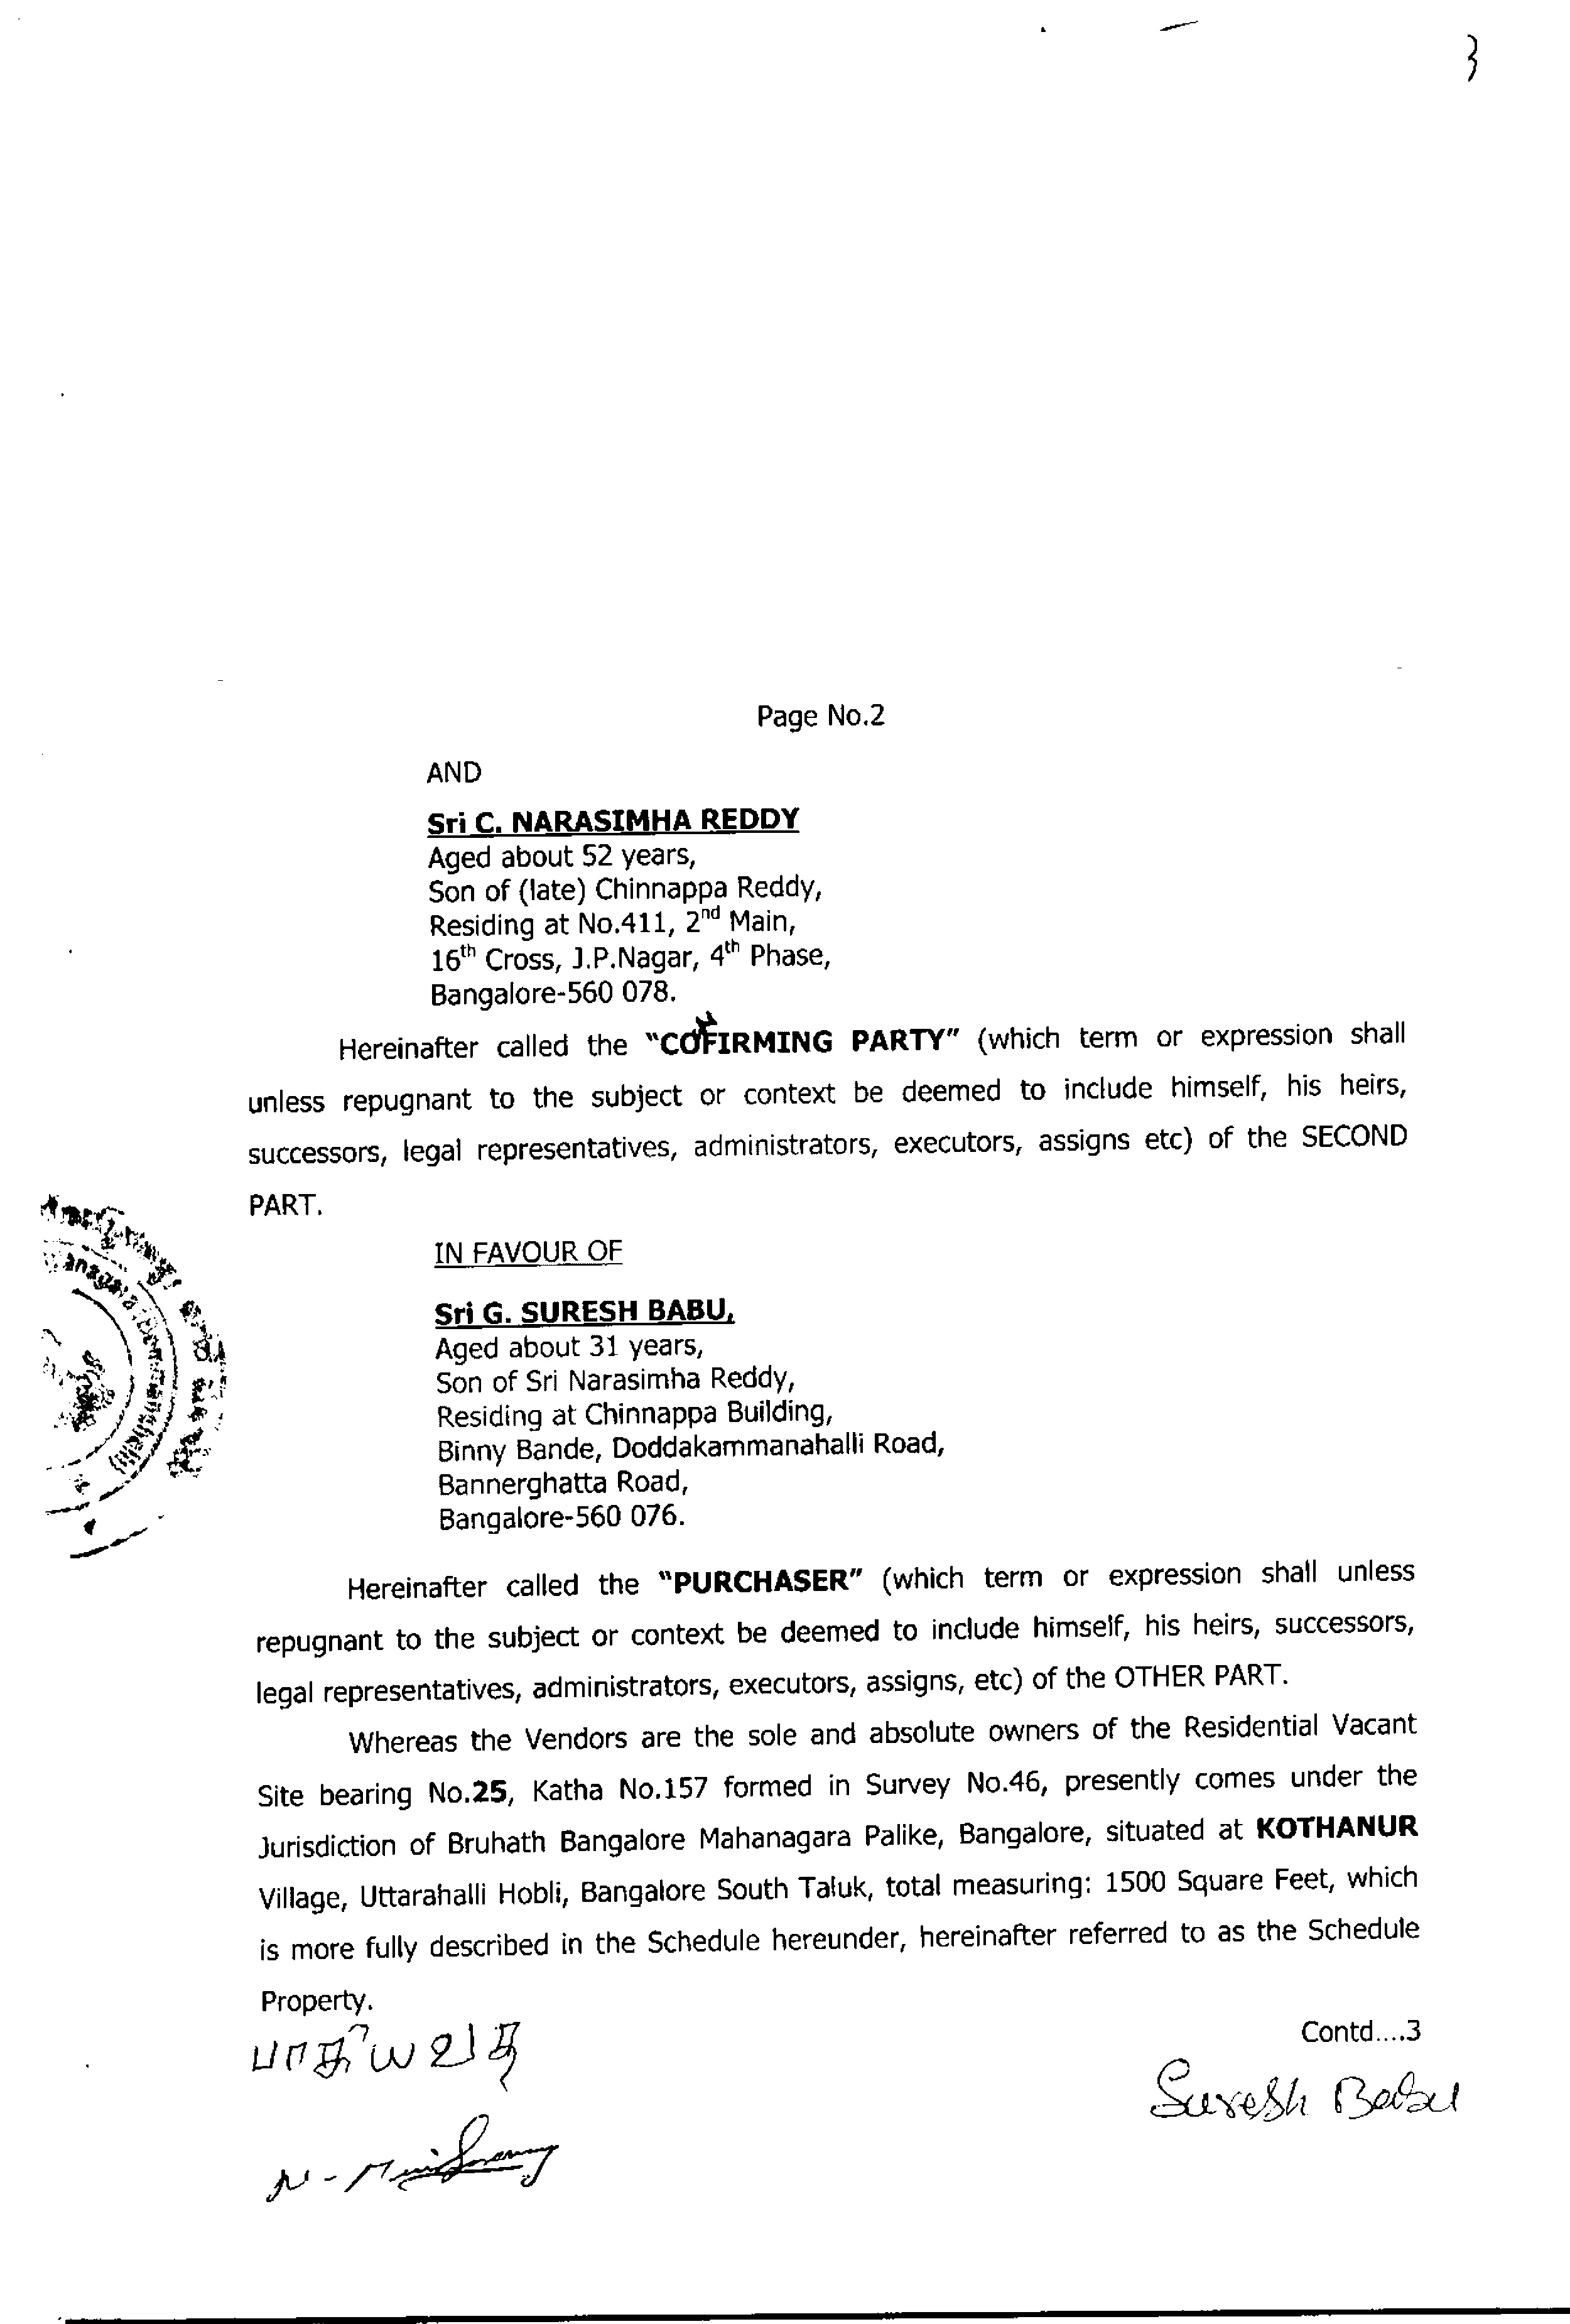 3
Page No.2
AND
Sri C. NARASIMHA REDDY
Aged about 52 years,
Son of (late) Chinnappa Reddy,
Residing at No.411, 2nd Main,
16th Cross, J.P.Nagar, 4th Phase,
Bangalore-560 078.
Hereinafter called the "COFIRMING PARTY" (which term or expression shall
unless repugnant to the subject or context be deemed to include himself, his heirs,
successors, legal representatives, administrators, executors, assigns etc) of the SECOND
PART.
IN FAVOUR OF
Sri G. SURESH BABU,
Aged about 31 years,
Son of Sri Narasimha Reddy,
Residing at Chinnappa Building,
Binny Bande, Doddakammanahalli Road,
Bannerghatta Road,
Bangalore-560 076.
Hereinafter called the "PURCHASER" (which term or expression shall unless
repugnant to the subject or context be deemed to include himself, his heirs, successors,
legal representatives, administrators, executors, assigns, etc) of the OTHER PART.
Whereas the Vendors are the sole and absolute owners of the Residential Vacant
Site bearing No.25, Katha No.157 formed in Survey No.46, presently comes under the
Jurisdiction of Bruhath Bangalore Mahanagara Palike, Bangalore, situated at KOTHANUR
Village, Uttarahalli Hobli, Bangalore South Taluk, total measuring: 1500 Square Feet, which
is more fully described in the Schedule hereunder, hereinafter referred to as the Schedule
Property.
Contd....3
Suresh Babu